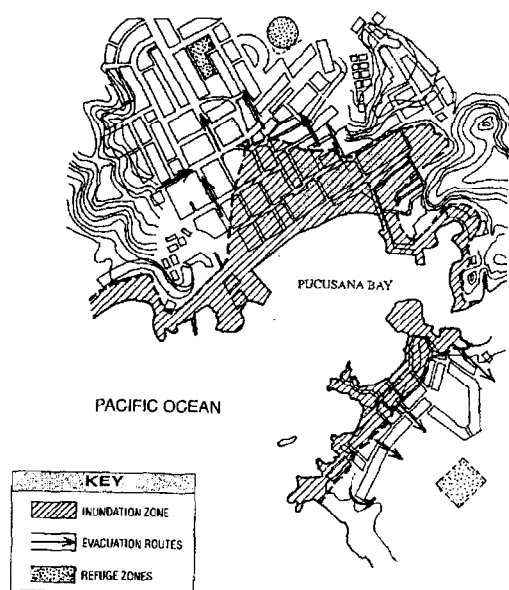 PUCUSANA BAY
PACIFIC OCEAN
KEY
INUNDATION ZONE
EVACUATION ROUTES
REFUGE ZONES